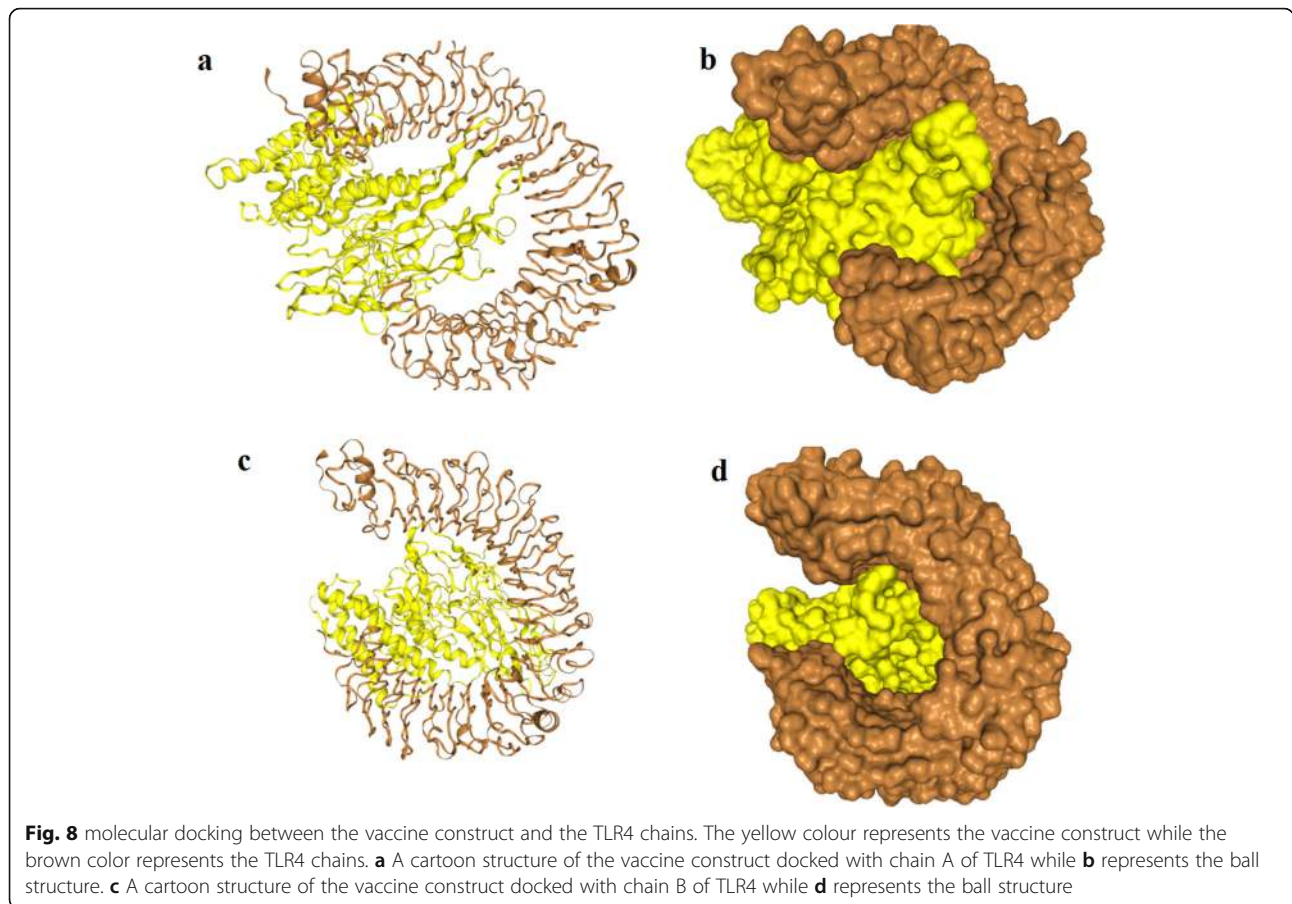 a
b
c
d
Fig. 8 molecular docking between the vaccine construct and the TLR4 chains. The yellow colour represents the vaccine construct while the
brown color represents the TLR4 chains. a A cartoon structure of the vaccine construct docked with chain A of TLR4 while b represents the ball
structure. c A cartoon structure of the vaccine construct docked with chain B of TLR4 while d represents the ball structure